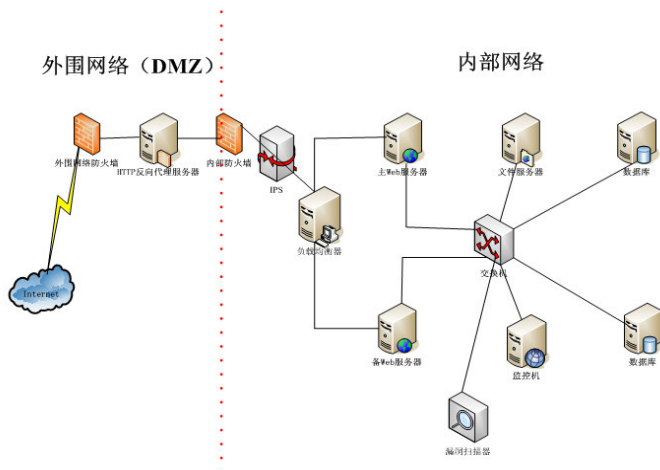 外围网络（DMZ）
内部网络
外围网络防火墙
HTTP反向代理服务器
内部防火墙
IPS
主Web服务器
文件服务器
数据库
负载均衡器
交换机
Internet
备Web服务器
监控机
数据库
漏洞扫描器